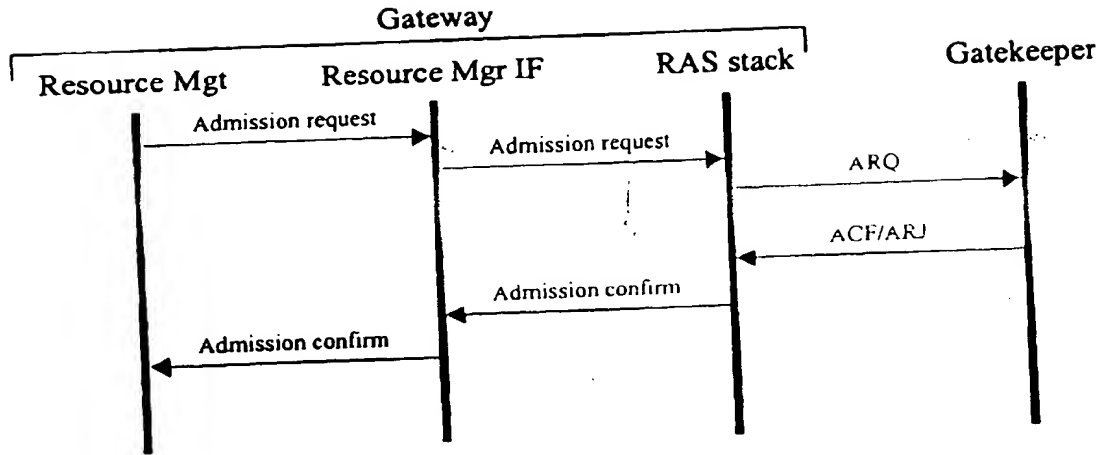 Gateway
Resource Mgt
Resource Mgr IF
RAS stack
Gatekeeper
Admission request
Admission request
ARQ
ACF/ARJ
Admission confirm
Admission confirm